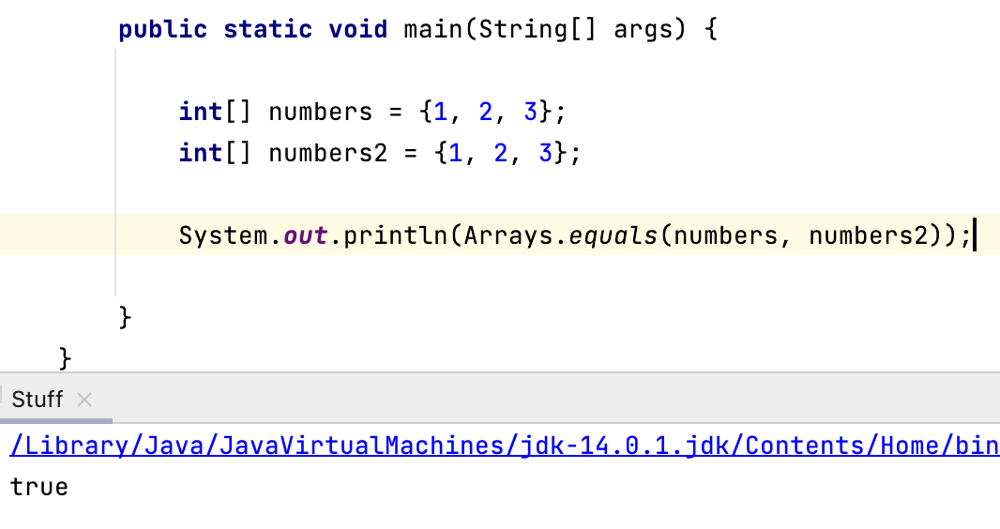 public static void main(String[] args) {
int[] numbers = {1, 2, 3};
int[] numbers2 = {1, 2, 3};
System.out.println(Arrays.equals(numbers, numbers2));
}
}
Stuff ×
/Library/Java/JavaVirtualMachines/jdk-14.0.1.jdk/Contents/Home/bin
true